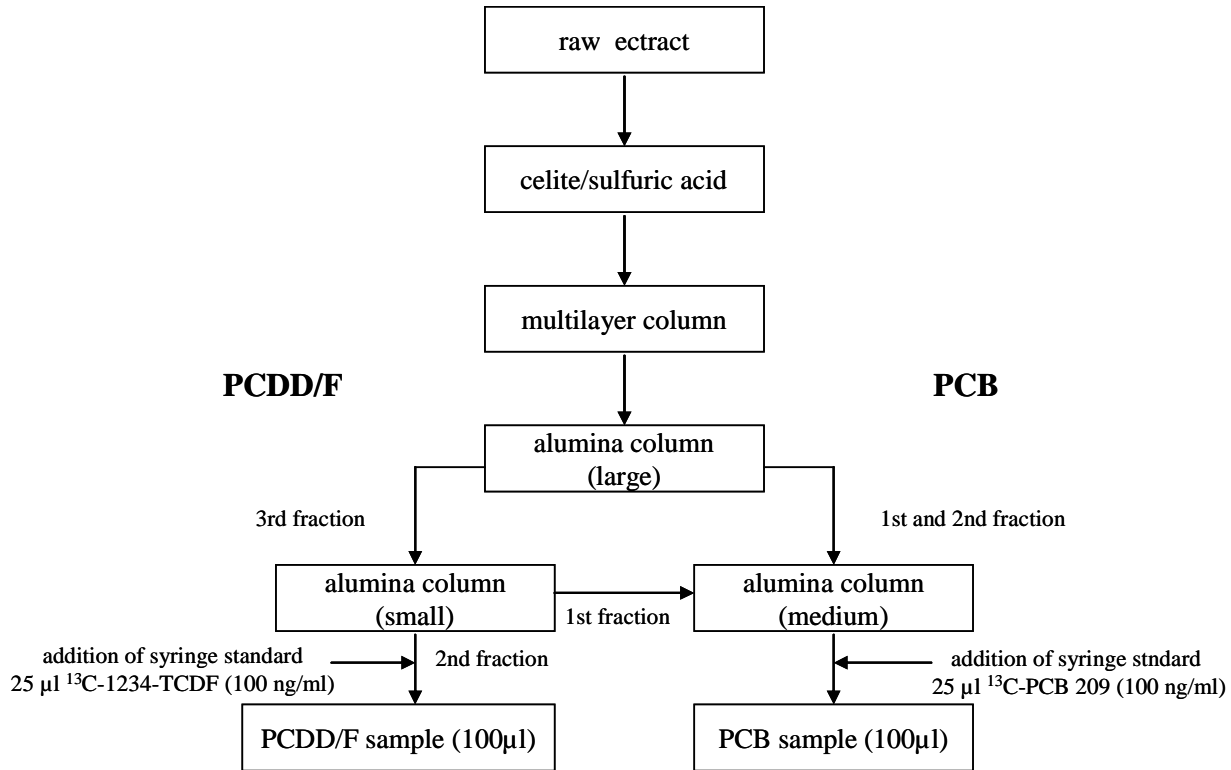 raw ectract
celite/sulfuric acid
multilayer column
PCDD/F
PCB
alumina column
(large)
3rd fraction
1st and 2nd fraction
alumina column
(small)
1st fraction
alumina column
(medium)
addition of syringe standard
25 µl ¹³C-1234-TCDF (100 ng/ml)
2nd fraction
addition of syringe stndard
25 µl ¹³C-PCB 209 (100 ng/ml)
PCDD/F sample (100µl)
PCB sample (100µl)